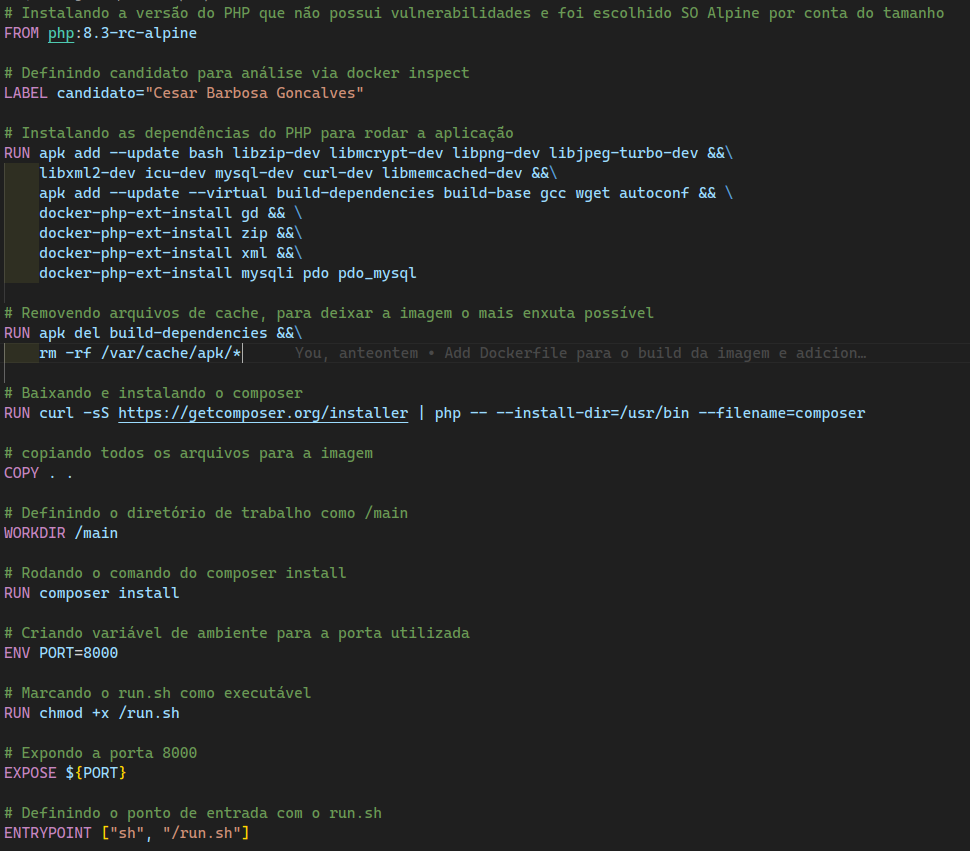 # Instalando a versão do PHP que não possui vulnerabilidades e foi escolhido SO Alpine por conta do tamanho
FROM php:8.3-rc-alpine
# Definindo candidato para análise via docker inspect
LABEL candidato="Cesar Barbosa Goncalves"
# Instalando as dependências do PHP para rodar a aplicação
RUN apk add --update bash libzip-dev libmcrypt-dev libpng-dev libjpeg-turbo-dev &&\
libxml2-dev icu-dev mysql-dev curl-dev libmemcached-dev &&\
apk add --update --virtual build-dependencies build-base gcc wget autoconf && \
docker-php-ext-install gd && \
docker-php-ext-install zip &&\
docker-php-ext-install xml &&\
docker-php-ext-install mysqli pdo pdo_mysql
# Removendo arquivos de cache, para deixar a imagem o mais enxuta possível
RUN apk del build-dependencies &&\
rm -rf /var/cache/apk/* You, anteontem • Add Dockerfile para o build da imagem e adicion…
# Baixando e instalando o composer
RUN curl -sS https://getcomposer.org/installer | php -- --install-dir=/usr/bin --filename=composer
# copiando todos os arquivos para a imagem
COPY . .
# Definindo o diretório de trabalho como /main
WORKDIR /main
# Rodando o comando do composer install
RUN composer install
# Criando variável de ambiente para a porta utilizada
ENV PORT=8000
# Marcando o run.sh como executável
RUN chmod +x /run.sh
# Expondo a porta 8000
EXPOSE ${PORT}
# Definindo o ponto de entrada com o run.sh
ENTRYPOINT ["sh", "/run.sh"]